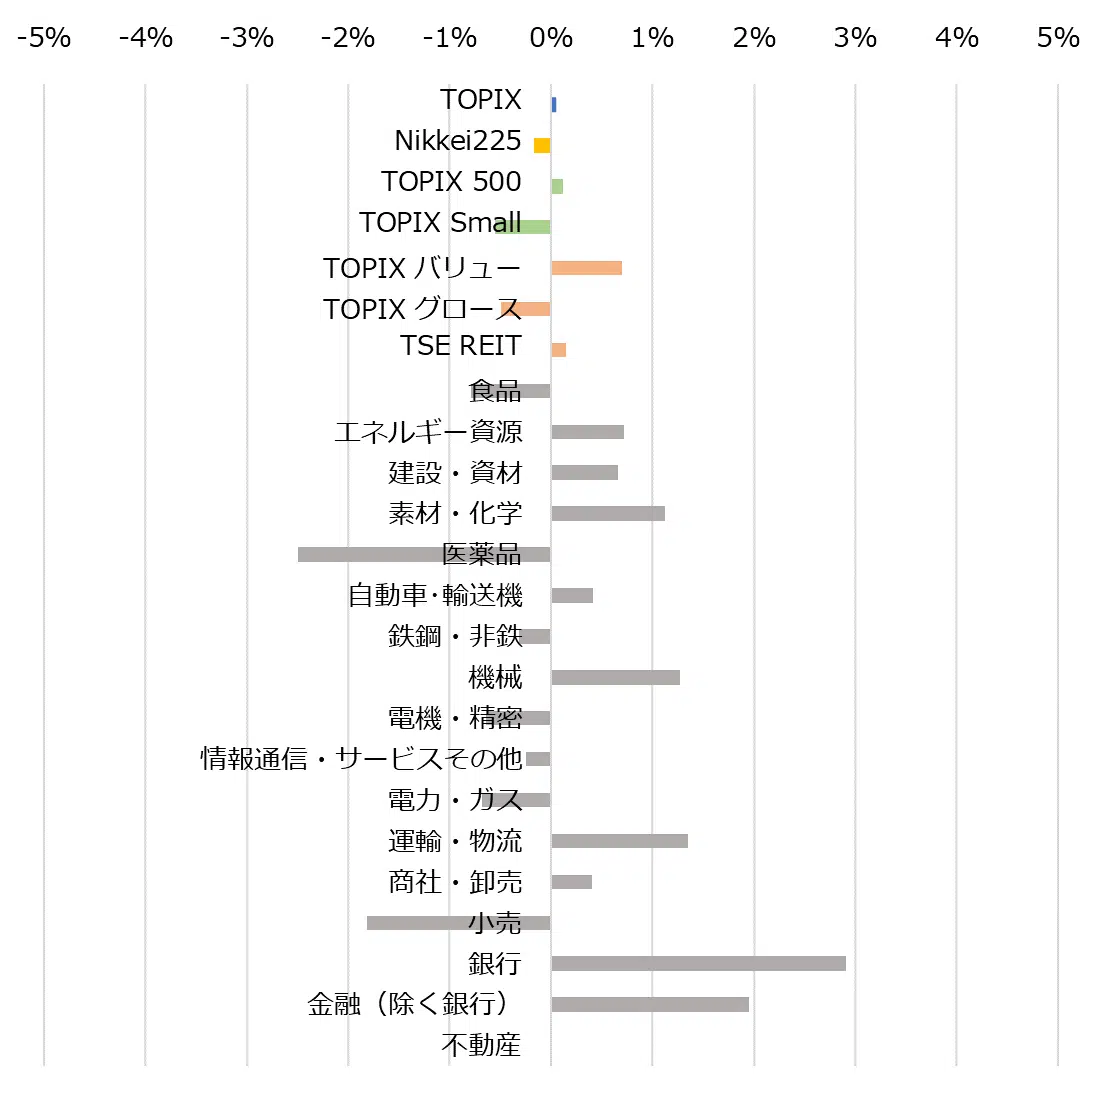 -5% -4% -3% -2% -1% 0% 1% 2% 3% 4% 5%
TOPIX
Nikkei225
TOPIX 500
TOPIX Small
TOPIX バリュー
TOPIX グロース
TSE REIT
食品
エネルギー資源
建設・資材
素材・化学
医薬品
自動車･輸送機
鉄鋼・非鉄
機械
電機・精密
情報通信・サービスその他
電力・ガス
運輸・物流
商社・卸売
小売
銀行
金融（除く銀行）
不動産